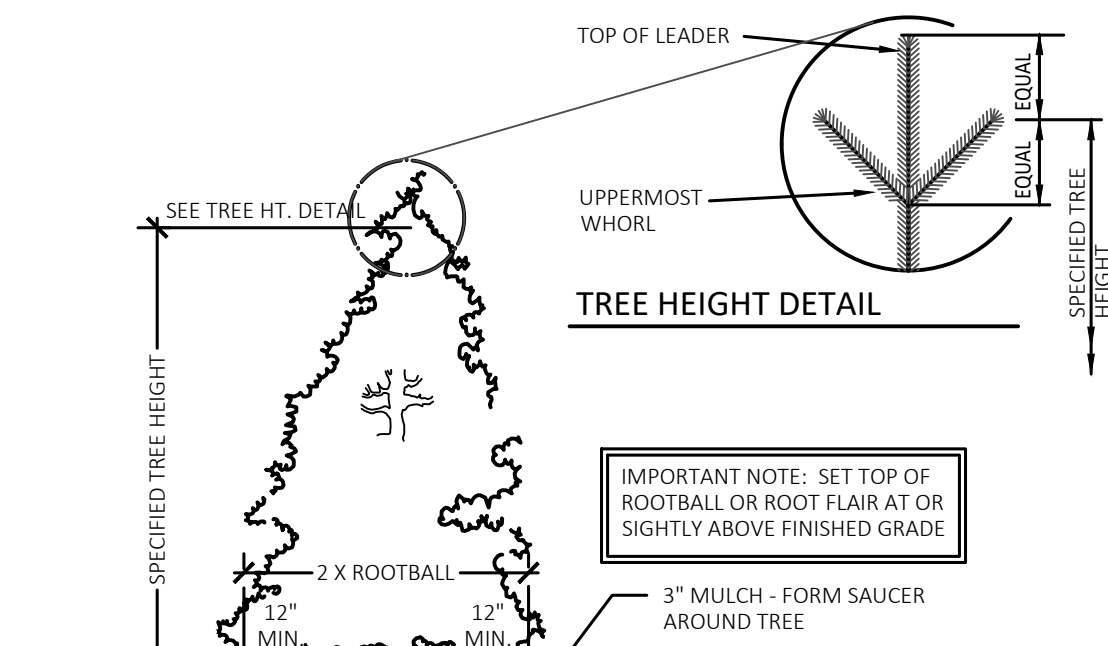 TOP OF LEADER
EQUAL
EQUAL
SEE TREE HT. DETAIL
UPPERMOST
WHORL
SPECIFIED TREE
HEIGHT
TREE HEIGHT DETAIL
SPECIFIED TREE HEIGHT
IMPORTANT NOTE: SET TOP OF
ROOTBALL OR ROOT FLAIR AT OR
SIGHTLY ABOVE FINISHED GRADE
2 X ROOTBALL
12"
MIN.
12"
MIN.
3" MULCH - FORM SAUCER
AROUND TREE